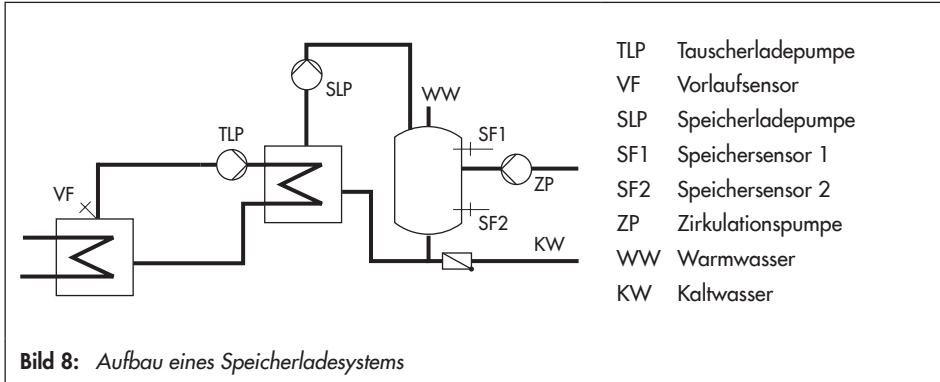 SLP
WW
TLP
SF1
VF
ZP
SF2
KW
TLP Tauscherladepumpe
VF Vorlaufsensor
SLP Speicherladepumpe
SF1 Speichersensor 1
SF2 Speichersensor 2
ZP Zirkulationspumpe
WW Warmwasser
KW Kaltwasser
Bild 8: Aufbau eines Speicherladesystems